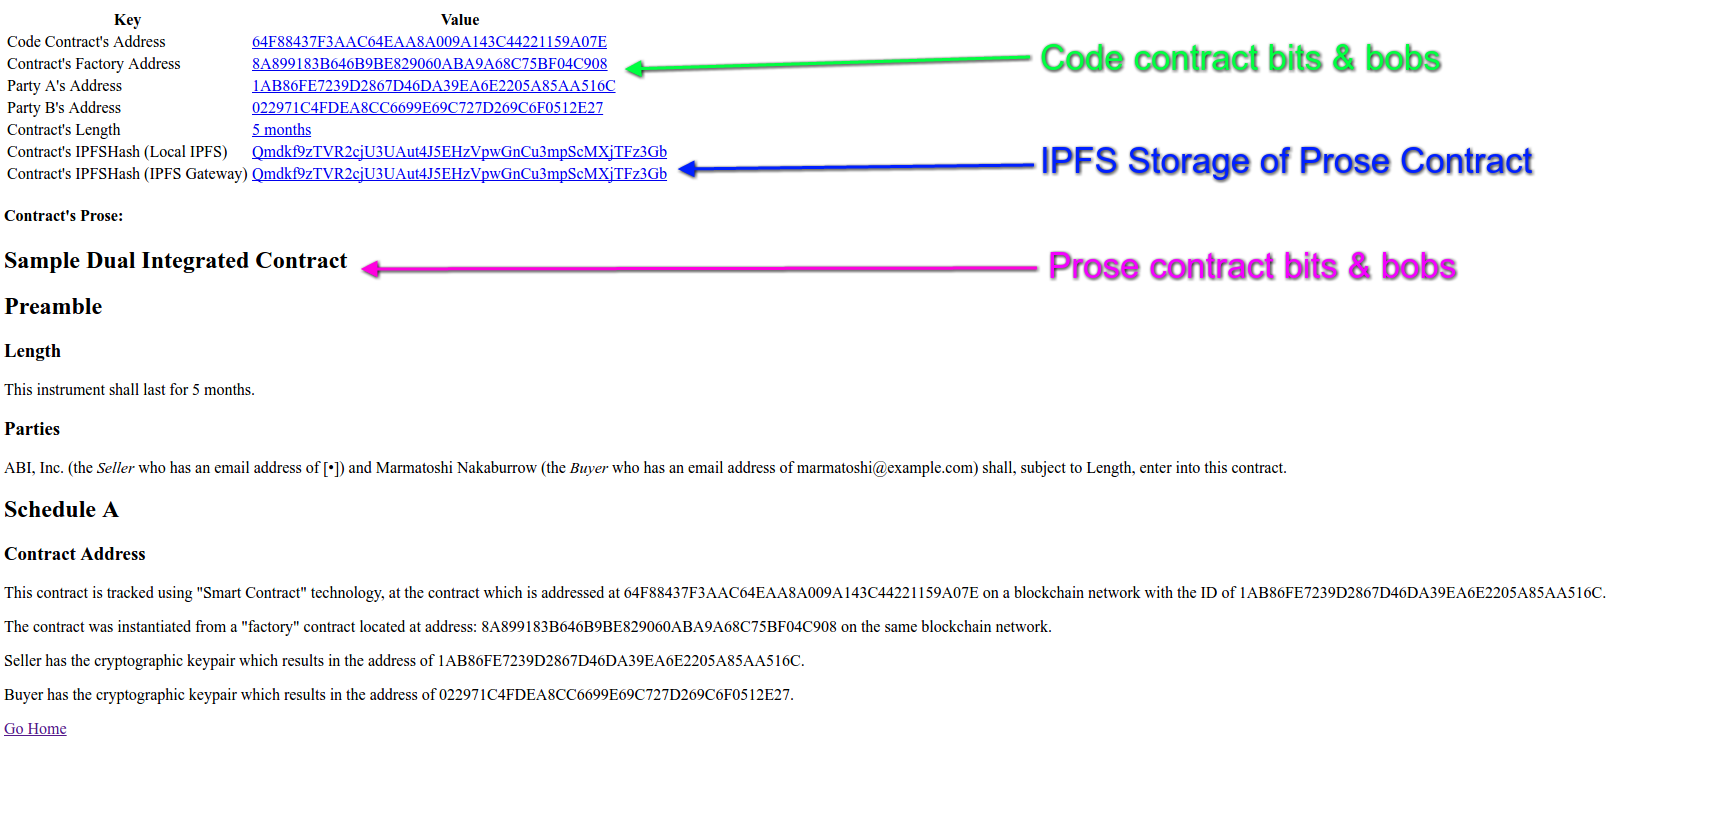 Key Value
Code Contract's Address 64F88437F3AAC64EAA8A009A143C44221159A07E
Contract's Factory Address 8A899183B646B9BE829060ABA9A68C75BF04C908
Code contract bits & bobs
Party A's Address 1AB86FE7239D2867D46DA39EA6E2205A85AA516C
Party B's Address 022971C4FDEA8CC6699E69C727D269C6F0512E27
Contract's Length 5 months
Contract's IPFSHash (Local IPFS) Qmdkf9zTVR2cjU3UAut4J5EHzVpwGnCu3mpScMXjTFz3Gb
IPFS Storage of Prose Contract
Contract's IPFSHash (IPFS Gateway) Qmdkf9zTVR2cjU3UAut4J5EHzVpwGnCu3mpScMXjTFz3Gb
Contract's Prose:
Sample Dual Integrated Contract
Prose contract bits & bobs
Preamble
Length
This instrument shall last for 5 months.
Parties
ABI, Inc. (the Seller who has an email address of [•]) and Marmatoshi Nakaburrow (the Buyer who has an email address of marmatoshi@example.com) shall, subject to Length, enter into this contract.
Schedule A
Contract Address
This contract is tracked using "Smart Contract" technology, at the contract which is addressed at 64F88437F3AAC64EAA8A009A143C44221159A07E on a blockchain network with the ID of 1AB86FE7239D2867D46DA39EA6E2205A85AA516C.
The contract was instantiated from a "factory" contract located at address: 8A899183B646B9BE829060ABA9A68C75BF04C908 on the same blockchain network.
Seller has the cryptographic keypair which results in the address of 1AB86FE7239D2867D46DA39EA6E2205A85AA516C.
Buyer has the cryptographic keypair which results in the address of 022971C4FDEA8CC6699E69C727D269C6F0512E27.
Go Home